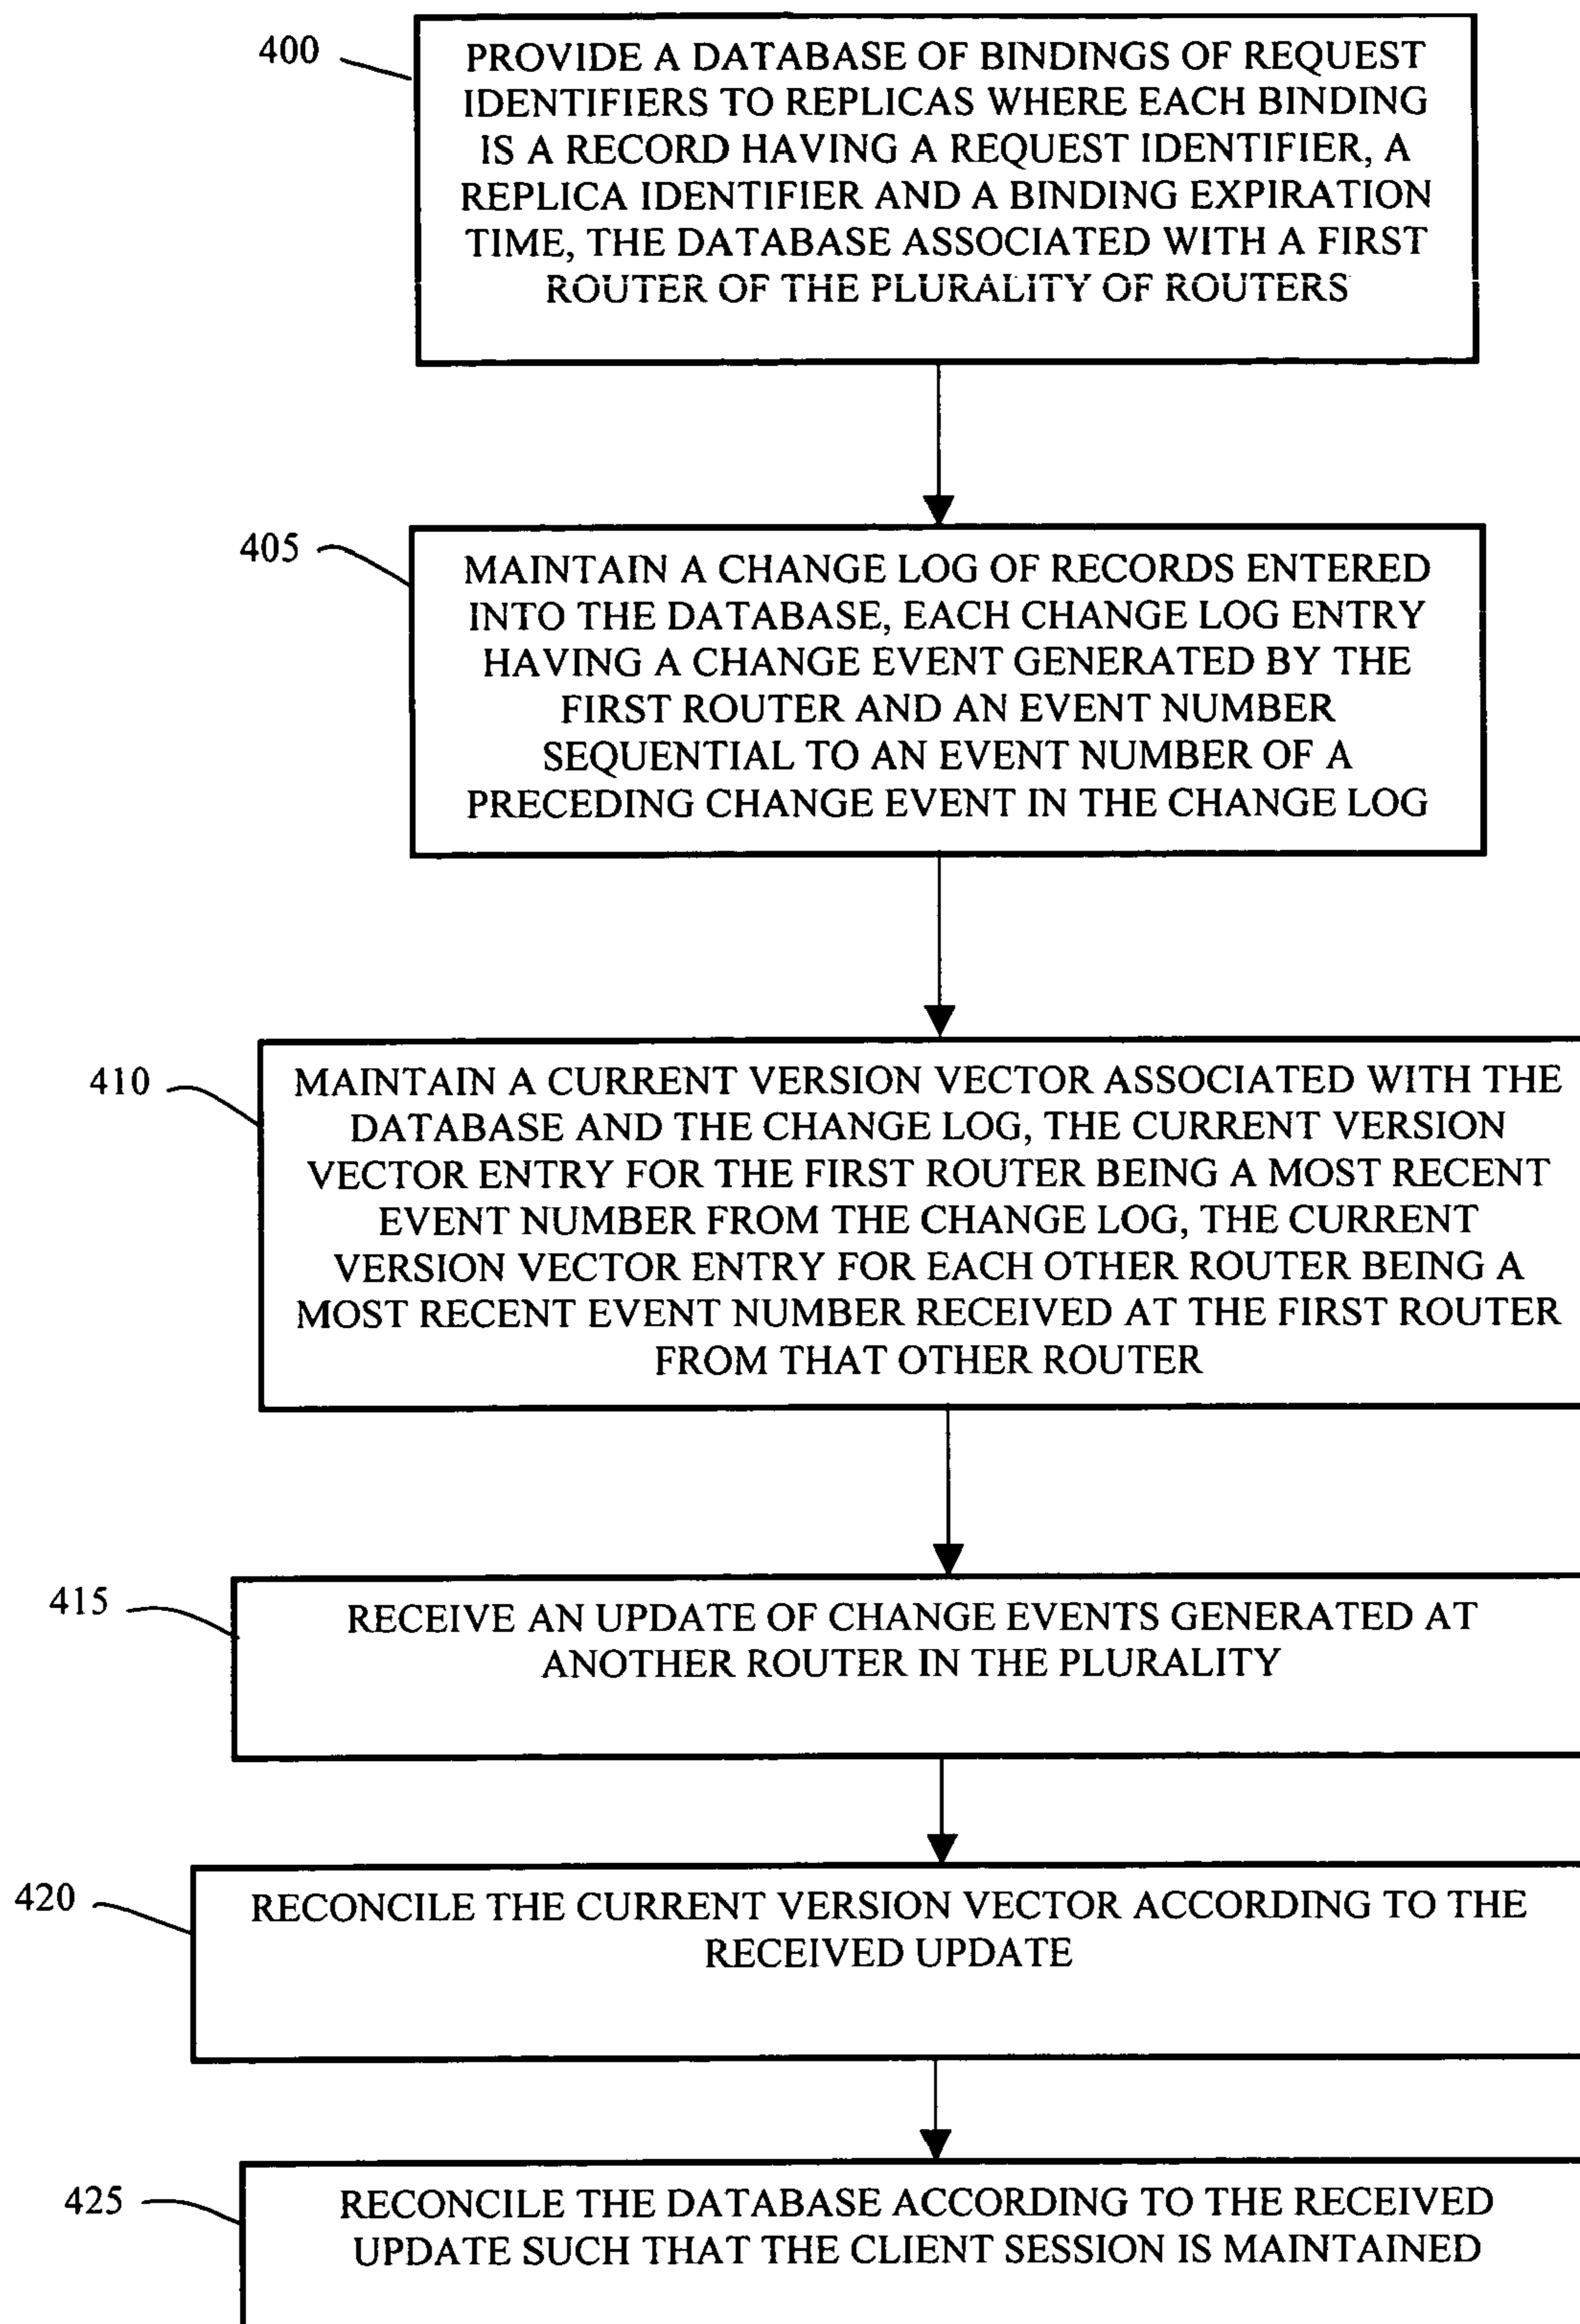 400
PROVIDE A DATABASE OF BINDINGS OF REQUEST
IDENTIFIERS TO REPLICAS WHERE EACH BINDING
IS A RECORD HAVING A REQUEST IDENTIFIER, A
REPLICA IDENTIFIER AND A BINDING EXPIRATION
TIME, THE DATABASE ASSOCIATED WITH A FIRST
ROUTER OF THE PLURALITY OF ROUTERS
405
MAINTAIN A CHANGE LOG OF RECORDS ENTERED
INTO THE DATABASE, EACH CHANGE LOG ENTRY
HAVING A CHANGE EVENT GENERATED BY THE
FIRST ROUTER AND AN EVENT NUMBER
SEQUENTIAL TO AN EVENT NUMBER OF A
PRECEDING CHANGE EVENT IN THE CHANGE LOG
410
MAINTAIN A CURRENT VERSION VECTOR ASSOCIATED WITH THE
DATABASE AND THE CHANGE LOG, THE CURRENT VERSION
VECTOR ENTRY FOR THE FIRST ROUTER BEING A MOST RECENT
EVENT NUMBER FROM THE CHANGE LOG, THE CURRENT
VERSION VECTOR ENTRY FOR EACH OTHER ROUTER BEING A
MOST RECENT EVENT NUMBER RECEIVED AT THE FIRST ROUTER
FROM THAT OTHER ROUTER
415
RECEIVE AN UPDATE OF CHANGE EVENTS GENERATED AT
ANOTHER ROUTER IN THE PLURALITY
420
RECONCILE THE CURRENT VERSION VECTOR ACCORDING TO THE
RECEIVED UPDATE
425
RECONCILE THE DATABASE ACCORDING TO THE RECEIVED
UPDATE SUCH THAT THE CLIENT SESSION IS MAINTAINED